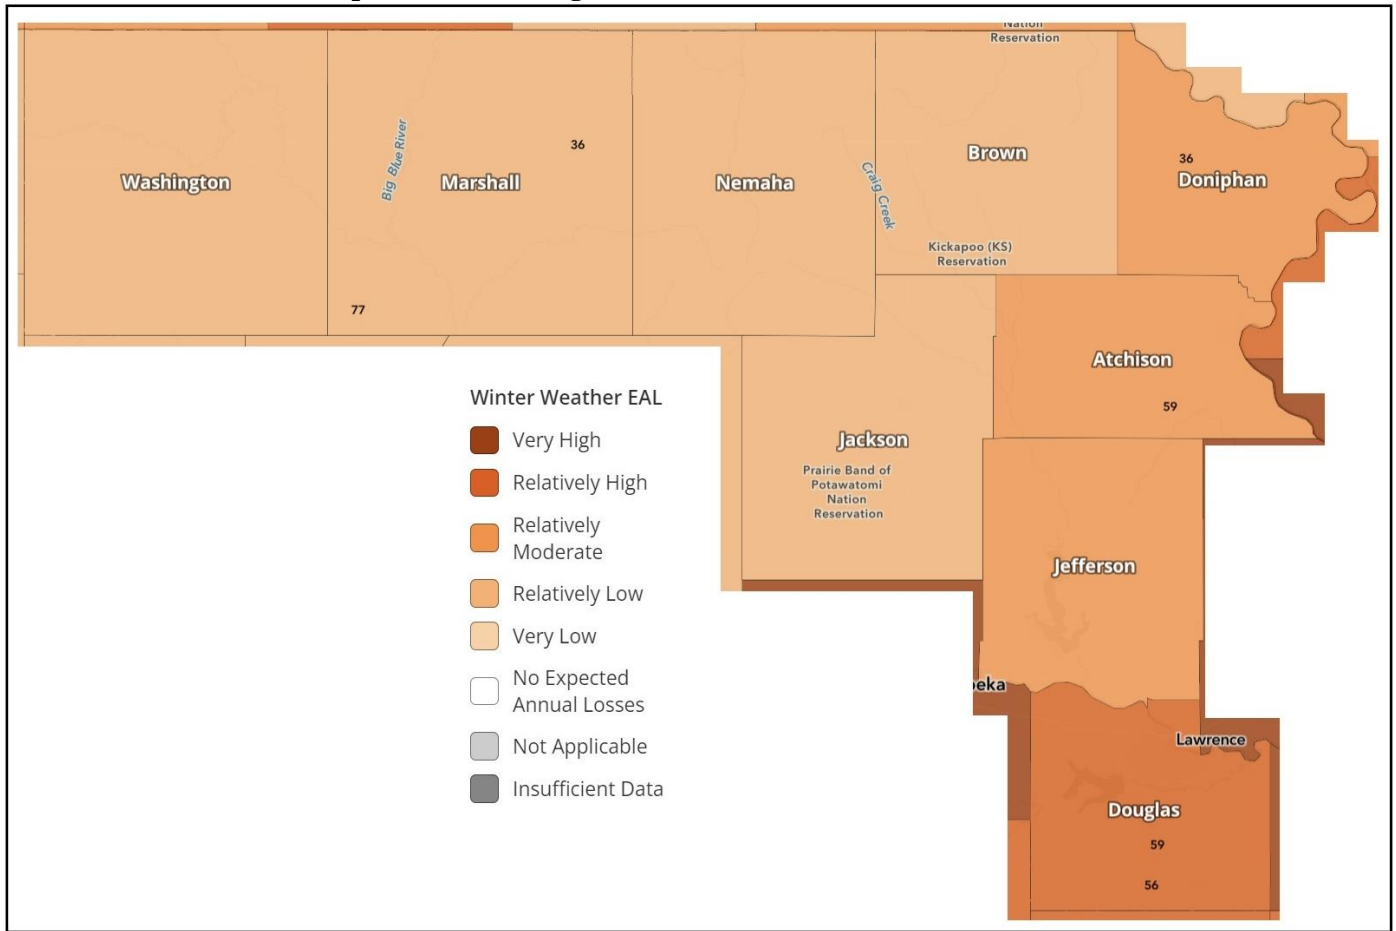 Nation
Reservation
36
Brown
36
Washington
Big Blue River
Marshall
Nemaha
Craig Creek
Doniphan
Kickapoo (KS)
Reservation
77
Atchison
59
Winter Weather EAL
Very High
Relatively High
Relatively
Moderate
Relatively Low
Very Low
No Expected
Annual Losses
Not Applicable
Insufficient Data
Jackson
Prairie Band of
Potawatomi
Nation
Reservation
Jefferson
peka
Lawrence
Douglas
59
56